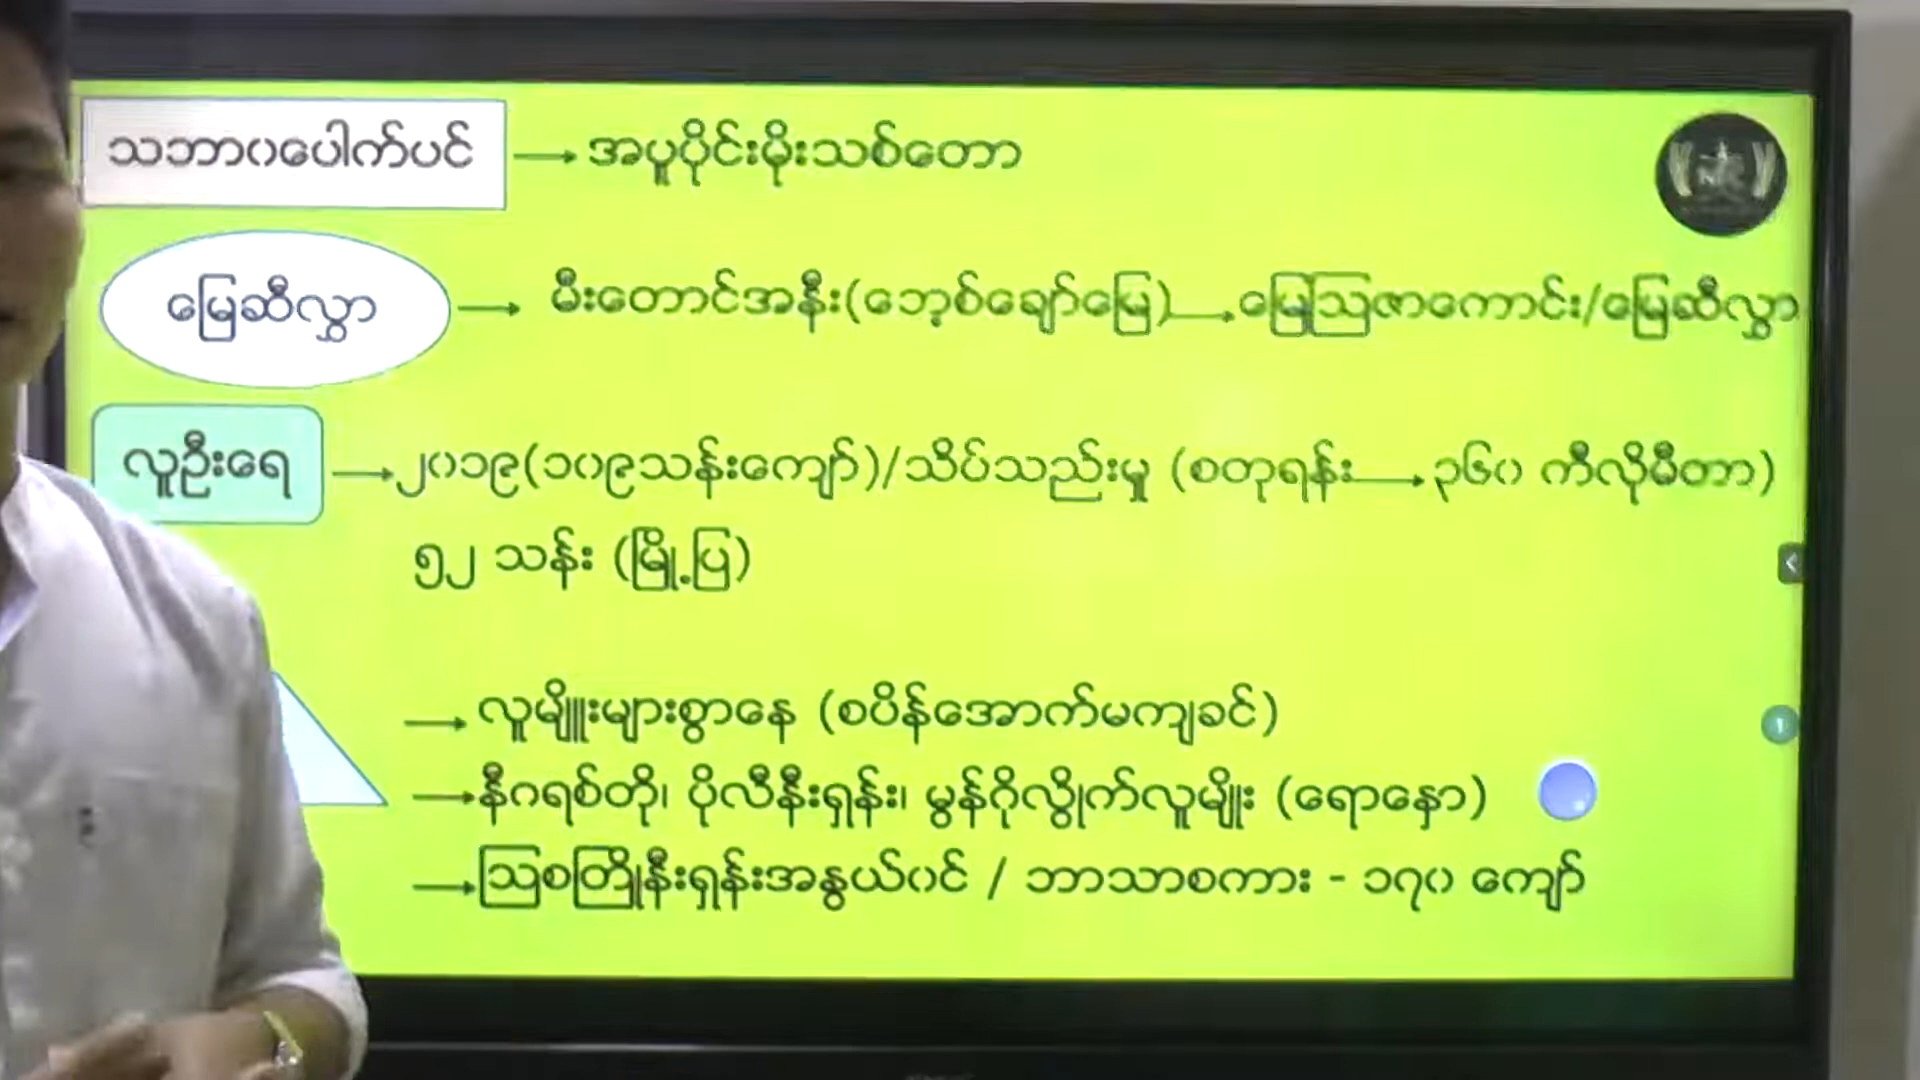 သဘာဝပေါက်ပင် → အပူပိုင်းမိုးသစ်တော
မြေဆီလွှာ → မီးတောင်အနီး(ဘေ့စ်ချော်မြေ) → မြေသြဇာကောင်း/မြေဆီလွှာ
လူဦးရေ → ၂၀၁၉(၁၀၉သန်းကျော်)/သိပ်သည်းမှု (စတုရန်း → ၃၆၀ ကီလိုမီတာ)
၅၂ သန်း (မြို့ပြ)
→ လူမျိူးများစွာနေ (စပိန်အောက်မကျခင်)
→ နီဂရစ်တို၊ ပိုလီနီးရှန်း၊ မွန်ဂိုလွိုက်လူမျိုး (ရောနှော)
→ သြစတြိုနီးရှန်းအနွယ်ဝင် / ဘာသာစကား - ၁၇၀ ကျော်
1